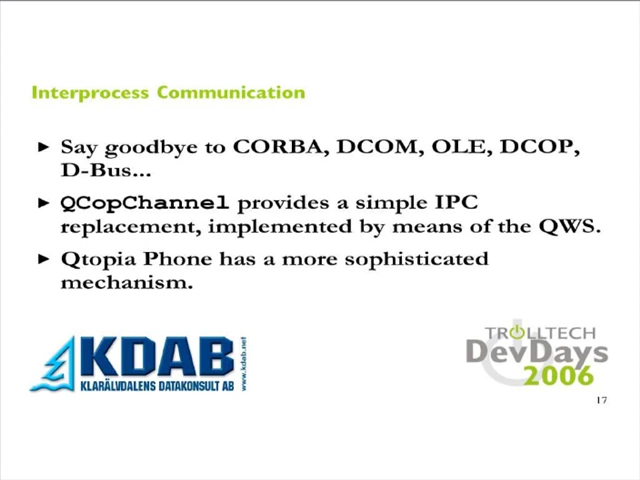 Interprocess Communication
► Say goodbye to CORBA, DCOM, OLE, DCOP,
D-Bus...
► QCopChannel provides a simple IPC
replacement, implemented by means of the QWS.
► Qtopia Phone has a more sophisticated
mechanism.
KDAB
KLARÄLVDALENS DATAKONSULT AB
www.kdab.net
TROLLTECH
DevDays
2006
17